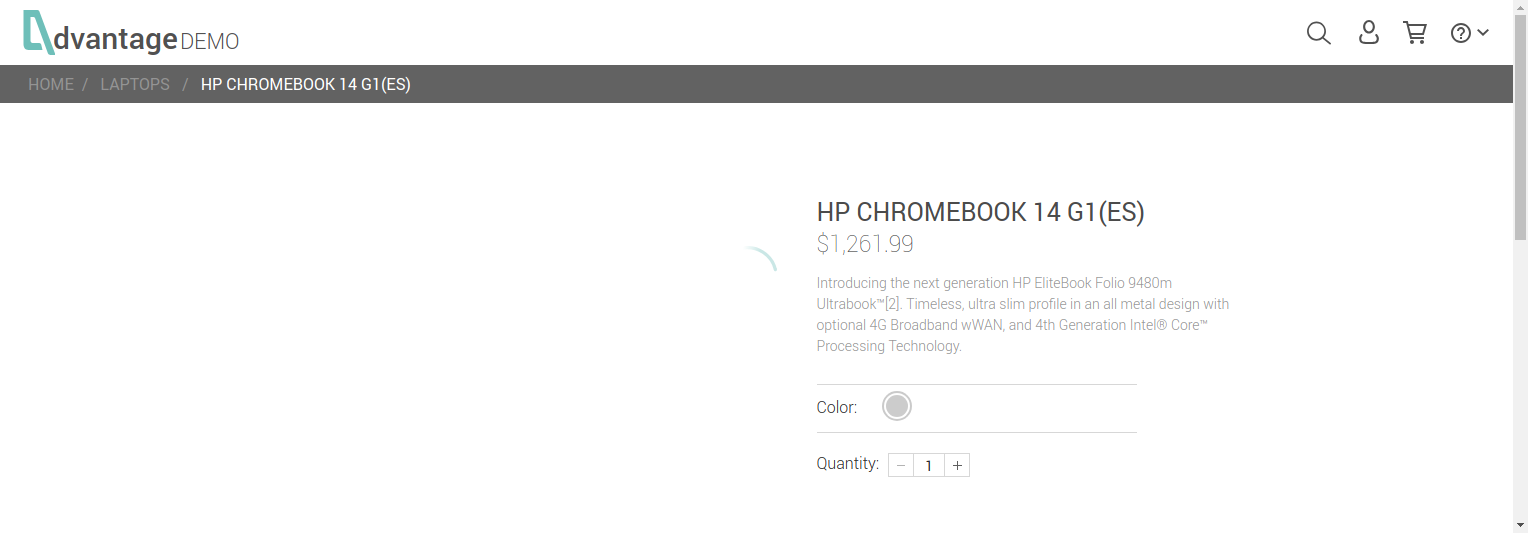 dvantage DEMO
HOME / LAPTOPS / HP CHROMEBOOK 14 G1(ES)
HP CHROMEBOOK 14 G1(ES)
$1,261.99
Introducing the next generation HP EliteBook Folio 9480m
Ultrabook™[2]. Timeless, ultra slim profile in an all metal design with
optional 4G Broadband wWAN, and 4th Generation Intel® Core™
Processing Technology.
Color:
Quantity: − 1 +